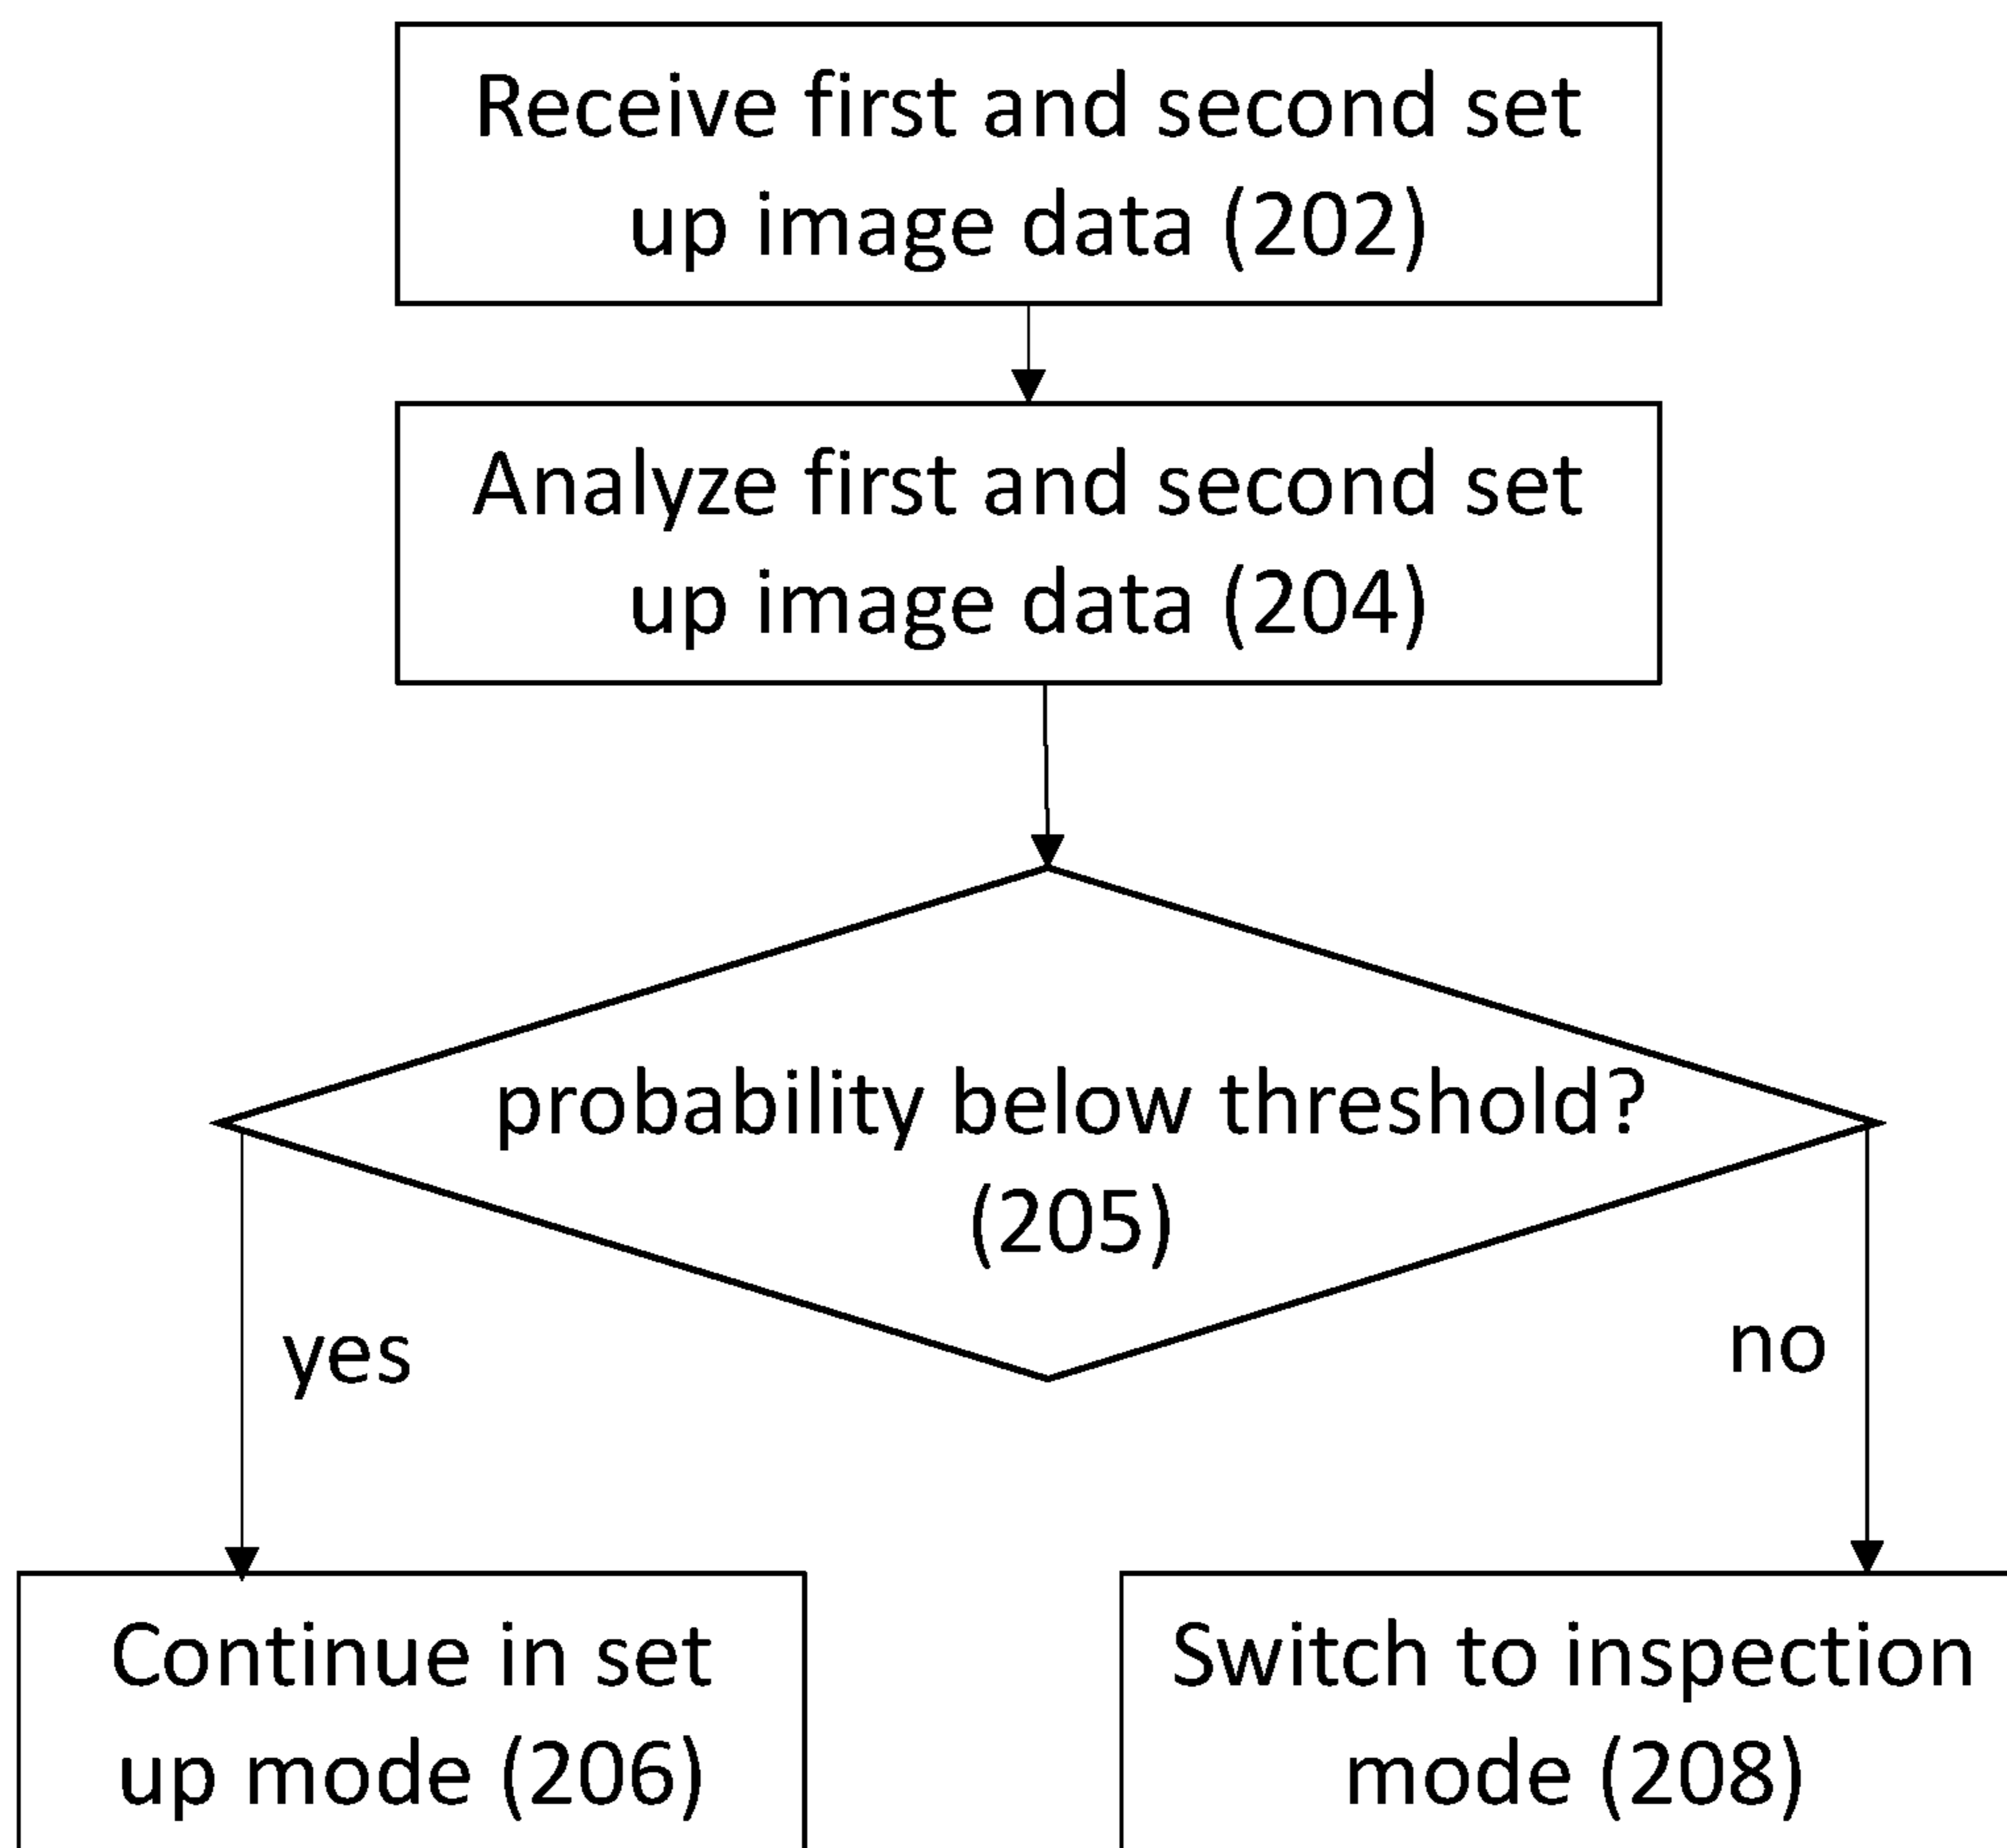 Receive first and second set
up image data (202)
Analyze first and second set
up image data (204)
probability below threshold?
(205)
yes
no
Continue in set
up mode (206)
Switch to inspection
mode (208)